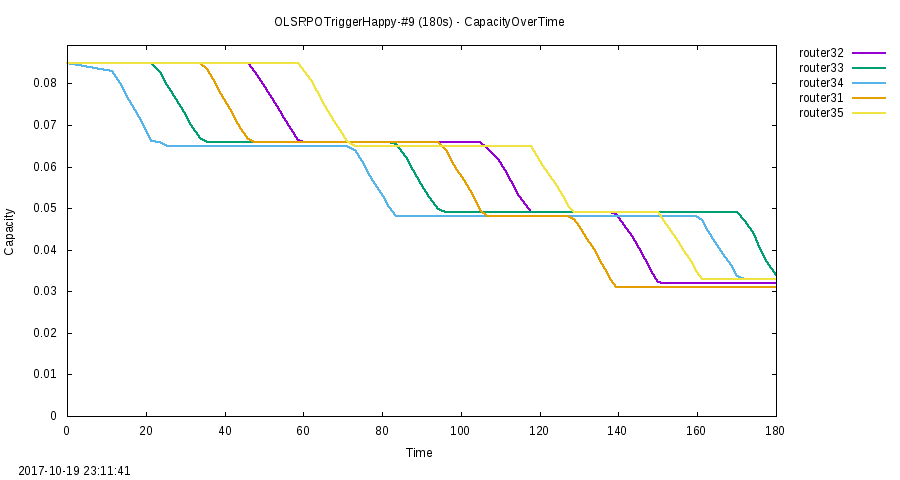 OLSRPOTriggerHappy-#9 (180s) - CapacityOverTime
router32
router33
router34
router31
router35
Capacity
0.08
0.07
0.06
0.05
0.04
0.03
0.02
0.01
0
0 20 40 60 80 100 120 140 160 180
Time
2017-10-19 23:11:41